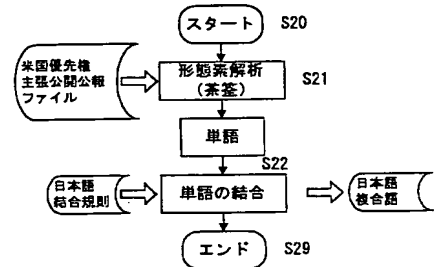 スタート S20
米国優先権
主張公開公報
ファイル
形態素解析 S21
(茶筌)
単語
S22
日本語
結合規則
単語の結合
日本語
複合語
エンド S29